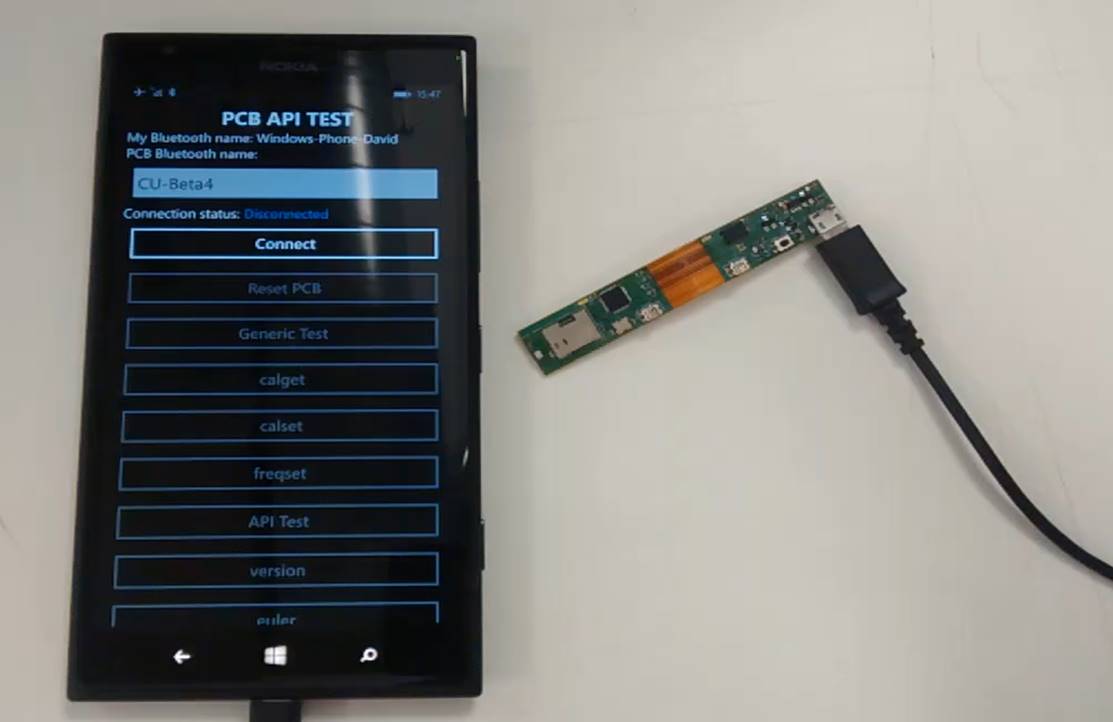 NOKIA
15:47
PCB API TEST
My Bluetooth name: Windows-Phone-David
PCB Bluetooth name:
CU-Beta4
Connection status: Disconnected
Connect
Reset PCB
Generic Test
calget
calset
freqset
API Test
version
euler